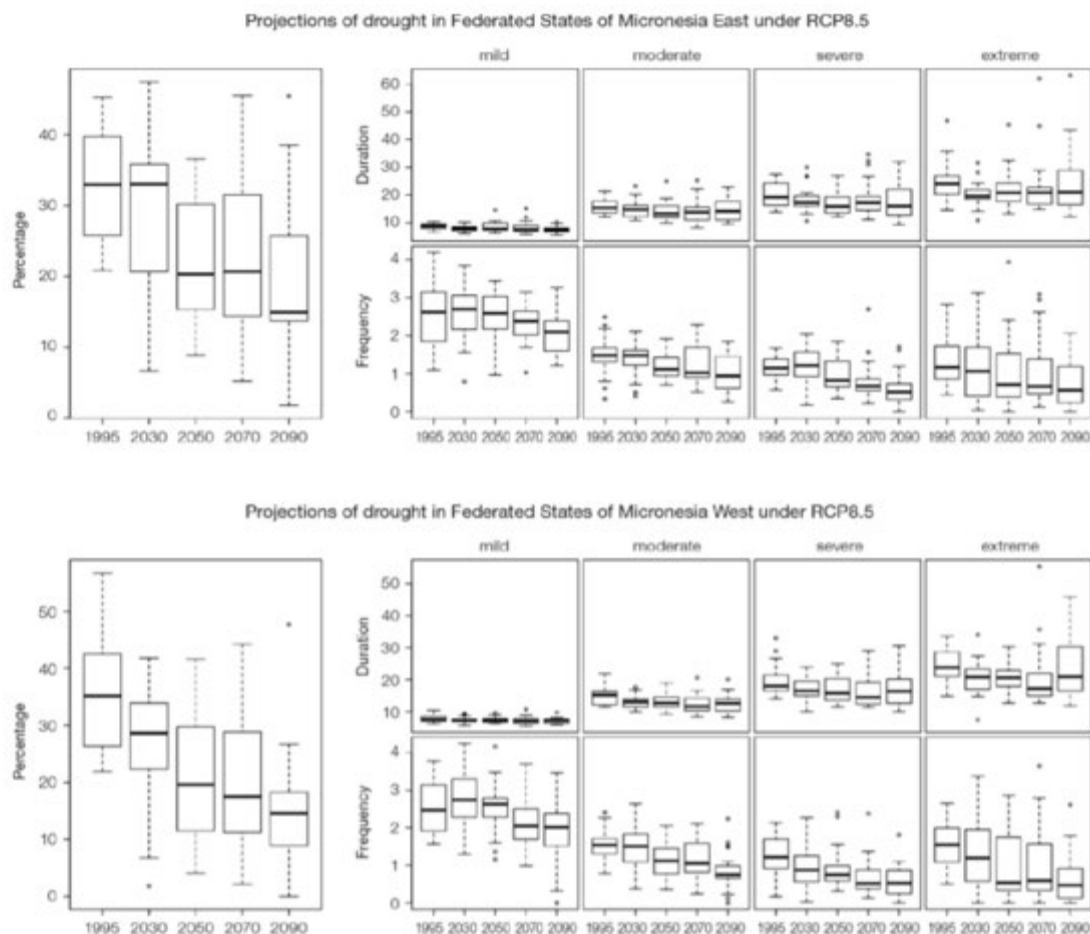 Projections of drought in Federated States of Micronesia East under RCP8.5
mild moderate severe extreme
Percentage
40
30
20
10
0
1995 2030 2050 2070 2090
Duration
60
50
40
30
20
10
Frequency
4
3
2
1
0
1995 2030 2050 2070 2090 1995 2030 2050 2070 2090 1995 2030 2050 2070 2090 1995 2030 2050 2070 2090
Projections of drought in Federated States of Micronesia West under RCP8.5
mild moderate severe extreme
Percentage
50
40
30
20
10
0
1995 2030 2050 2070 2090
Duration
50
40
30
20
10
Frequency
4
3
2
1
0
1995 2030 2050 2070 2090 1995 2030 2050 2070 2090 1995 2030 2050 2070 2090 1995 2030 2050 2070 2090